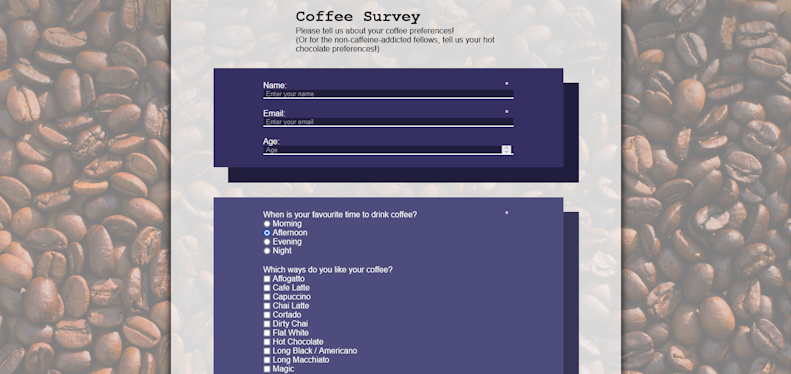 Coffee Survey
Please tell us about your coffee preferences!
(Or for the non-caffeine-addicted fellows, tell us your hot
chocolate preferences!)
Name: *
Enter your name
Email: *
Enter your email
Age:
Age
When is your favourite time to drink coffee? *
Morning
Afternoon
Evening
Night
Which ways do you like your coffee?
Affogatto
Cafe Latte
Capuccino
Chai Latte
Cortado
Dirty Chai
Flat White
Hot Chocolate
Long Black / Americano
Long Macchiato
Magic